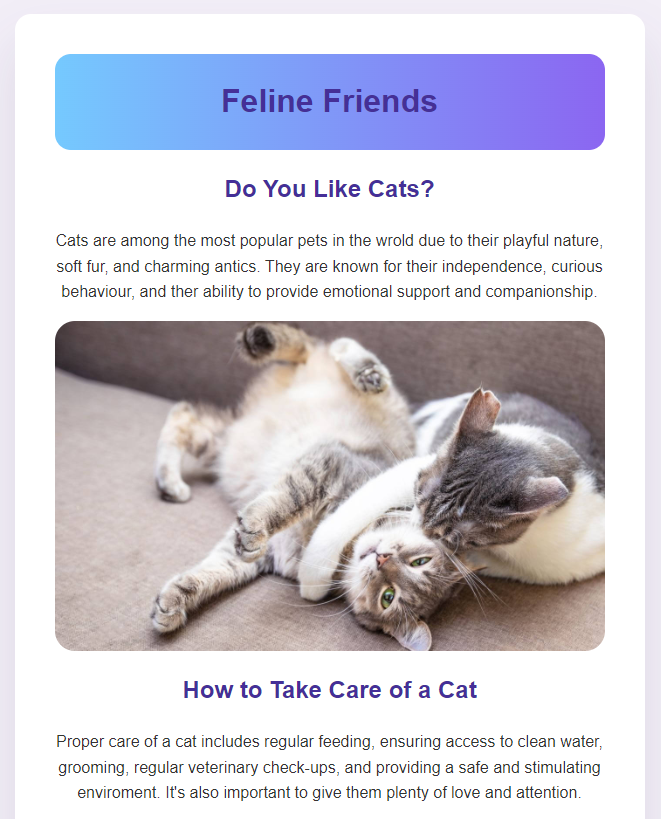 Feline Friends
Do You Like Cats?
Cats are among the most popular pets in the wrold due to their playful nature,
soft fur, and charming antics. They are known for their independence, curious
behaviour, and ther ability to provide emotional support and companionship.
How to Take Care of a Cat
Proper care of a cat includes regular feeding, ensuring access to clean water,
grooming, regular veterinary check-ups, and providing a safe and stimulating
enviroment. It's also important to give them plenty of love and attention.